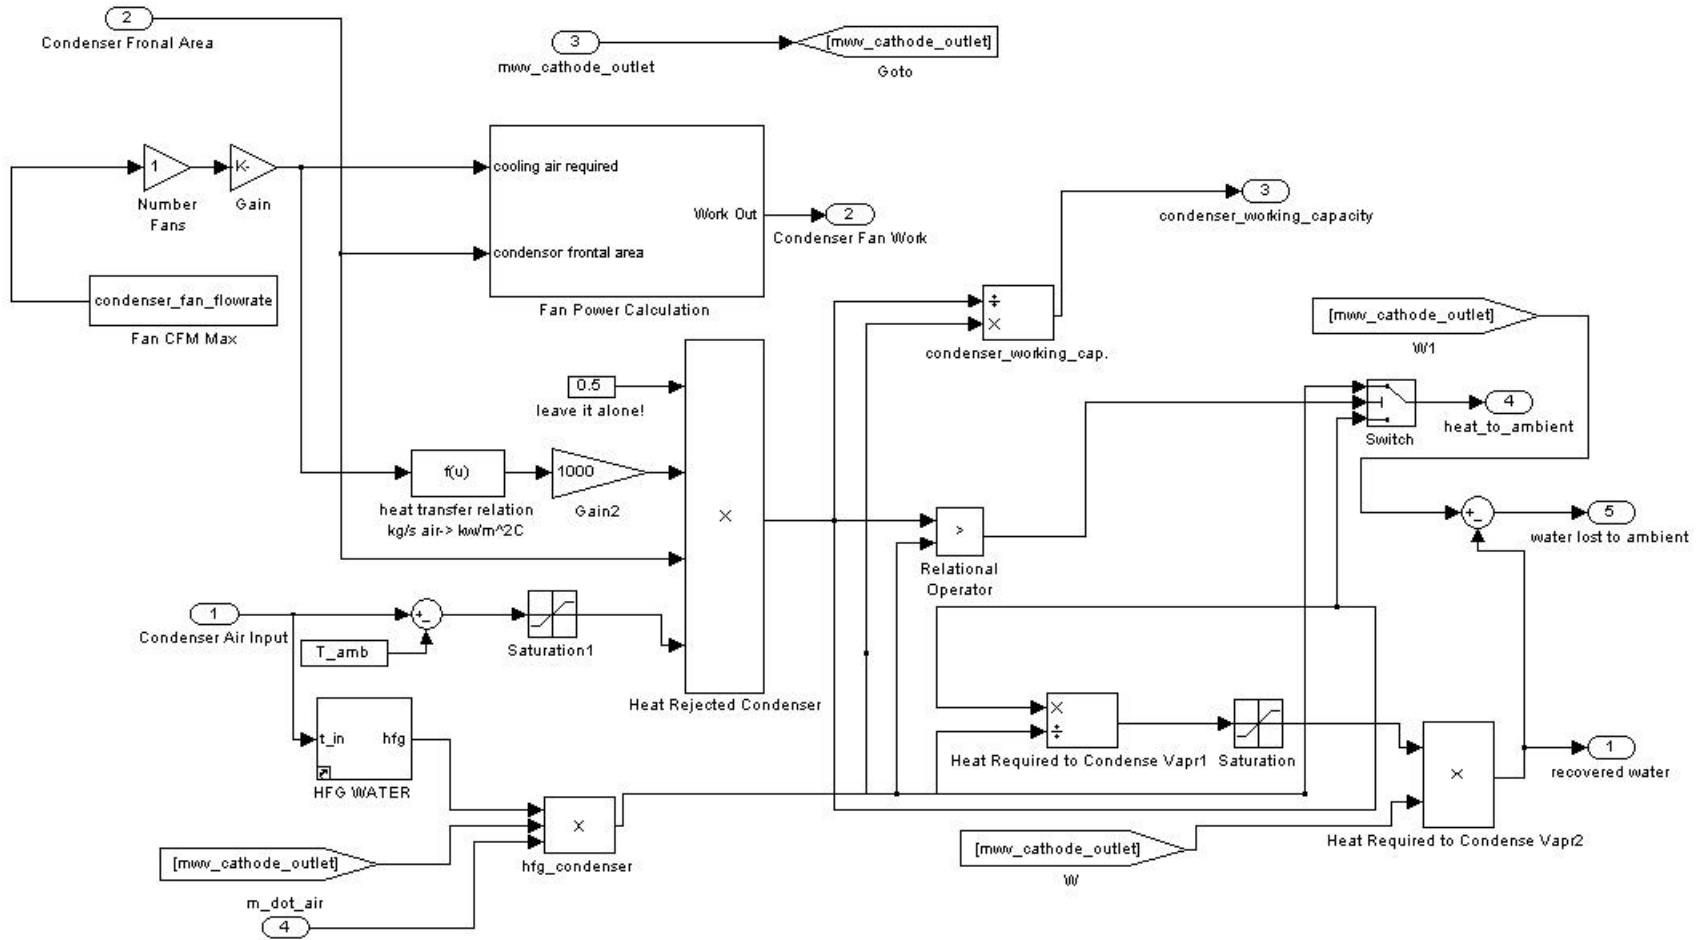 2
Condenser Fronal Area
3
mwv_cathode_outlet
[mwv_cathode_outlet]
Goto
1
Number
Fans
K-
Gain
cooling air required
condensor frontal area
Work Out
Fan Power Calculation
2
Condenser Fan Work
3
condenser_working_capacity
condenser_fan_flowrate
Fan CFM Max
÷
×
condenser_working_cap.
[mwv_cathode_outlet]
W1
0.5
leave it alone!
Switch
4
heat_to_ambient
f(u)
heat transfer relation
kg/s air-> kw/m^2C
1000
Gain2
×
Heat Rejected Condenser
>
Relational
Operator
+
-
5
water lost to ambient
1
Condenser Air Input
+
-
T_amb
Saturation1
t_in
hfg
HFG WATER
×
÷
Heat Required to Condense Vapr1
Saturation
×
Heat Required to Condense Vapr2
1
recovered water
×
hfg_condenser
[mwv_cathode_outlet]
m_dot_air
4
[mwv_cathode_outlet]
W